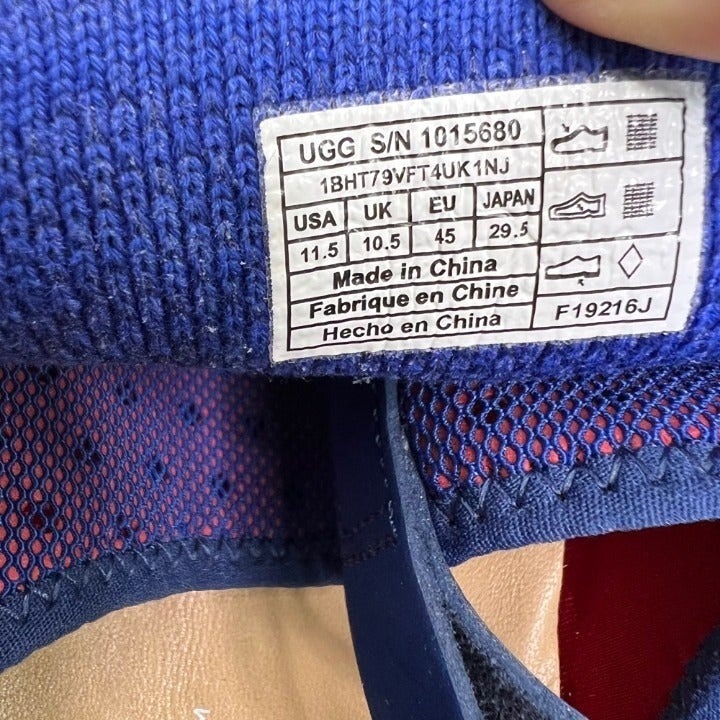 UGG S/N 1015680
1BHT79VFT4UK1NJ
USA UK EU JAPAN
11.5 10.5 45 29.5
Made in China
Fabrique en Chine
Hecho en China
F19216J